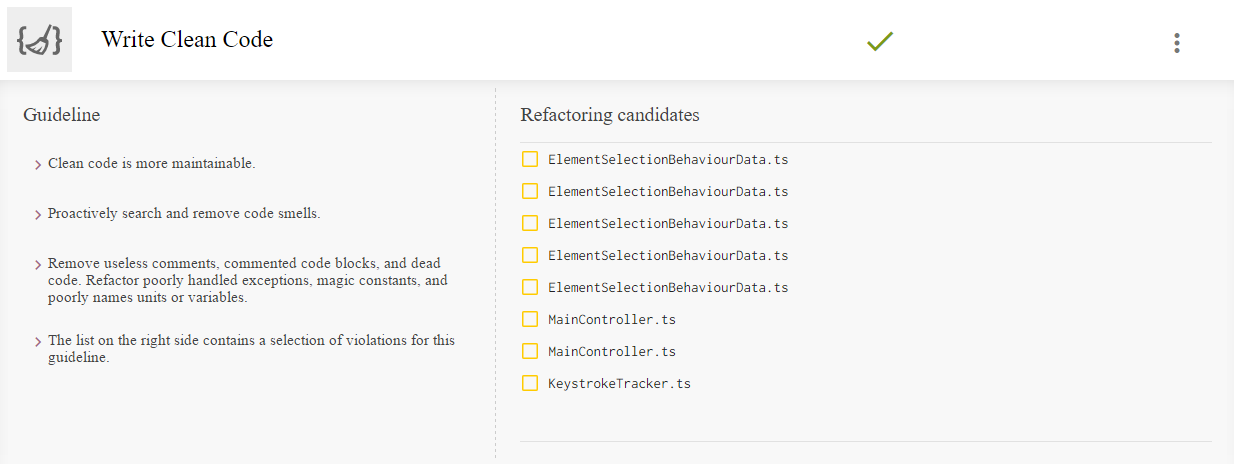 Write Clean Code
Guideline
Clean code is more maintainable.
Proactively search and remove code smells.
Remove useless comments, commented code blocks, and dead
code. Refactor poorly handled exceptions, magic constants, and
poorly names units or variables.
The list on the right side contains a selection of violations for this
guideline.
Refactoring candidates
ElementSelectionBehaviourData.ts
ElementSelectionBehaviourData.ts
ElementSelectionBehaviourData.ts
ElementSelectionBehaviourData.ts
ElementSelectionBehaviourData.ts
MainController.ts
MainController.ts
KeystrokeTracker.ts